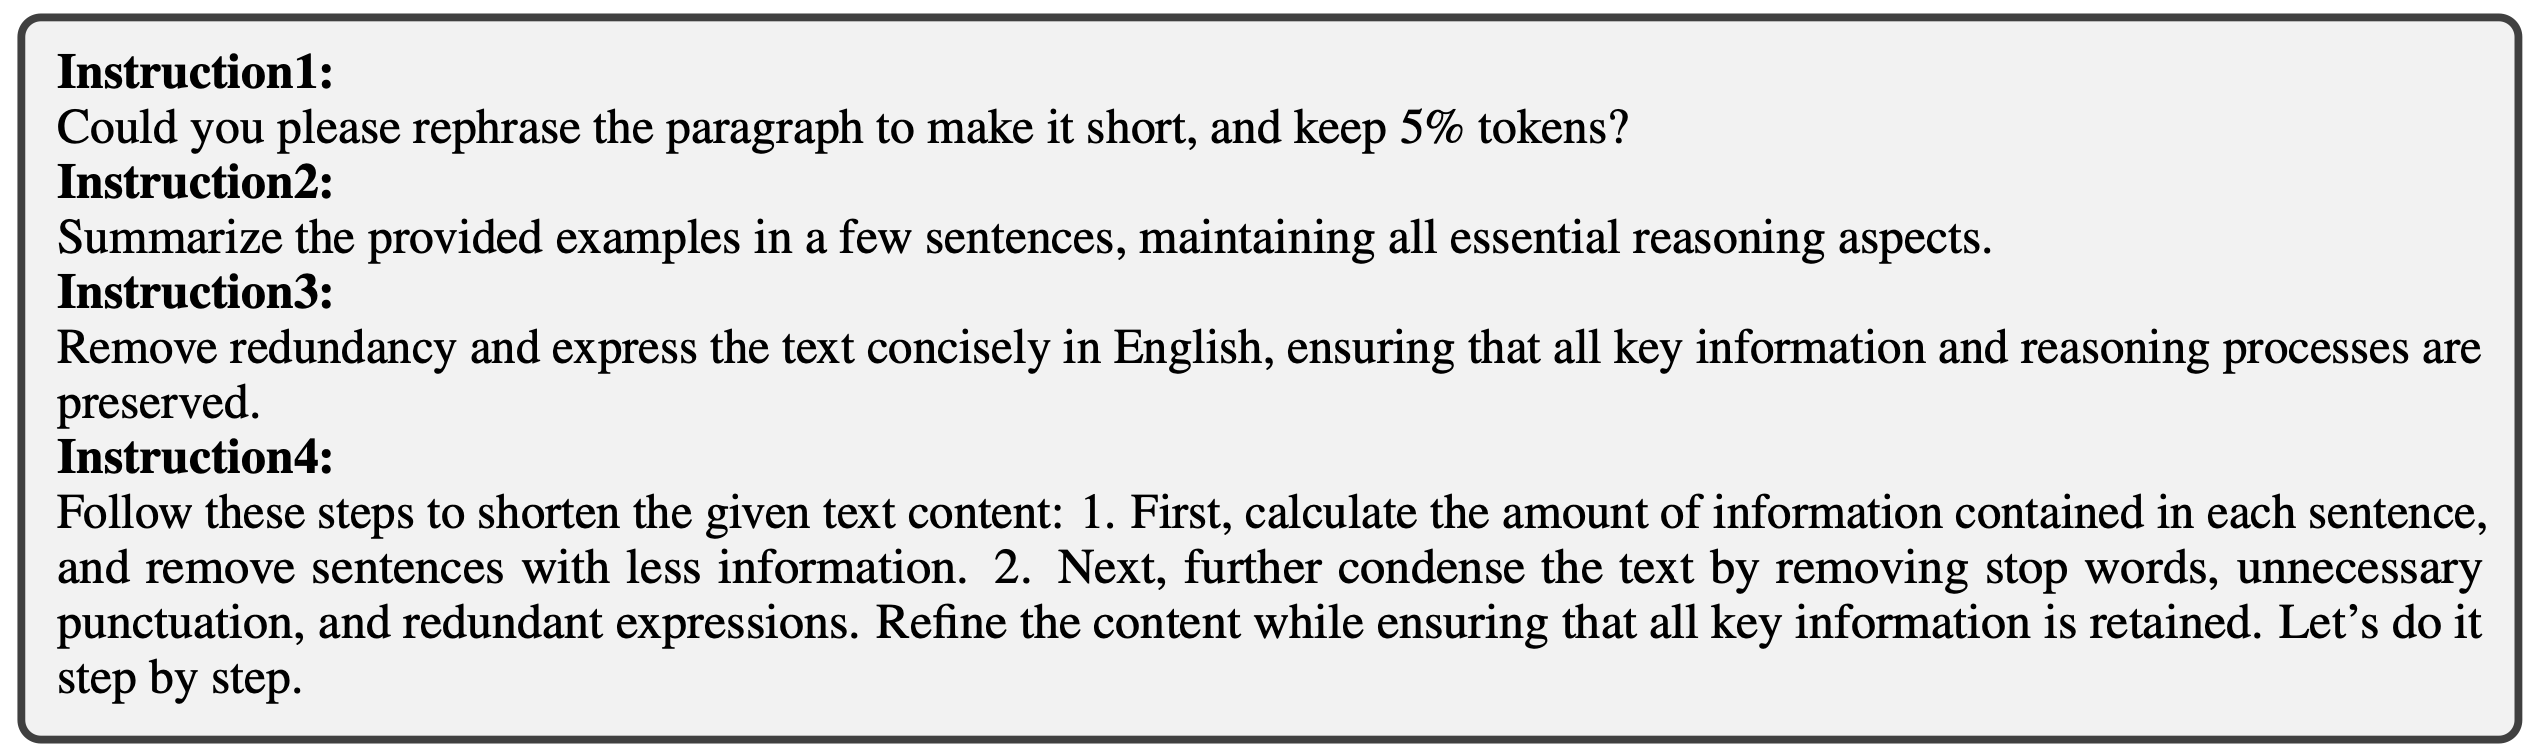 Instruction1:
Could you please rephrase the paragraph to make it short, and keep 5% tokens?
Instruction2:
Summarize the provided examples in a few sentences, maintaining all essential reasoning aspects.
Instruction3:
Remove redundancy and express the text concisely in English, ensuring that all key information and reasoning processes are
preserved.
Instruction4:
Follow these steps to shorten the given text content: 1. First, calculate the amount of information contained in each sentence,
and remove sentences with less information. 2. Next, further condense the text by removing stop words, unnecessary
punctuation, and redundant expressions. Refine the content while ensuring that all key information is retained. Let’s do it
step by step.